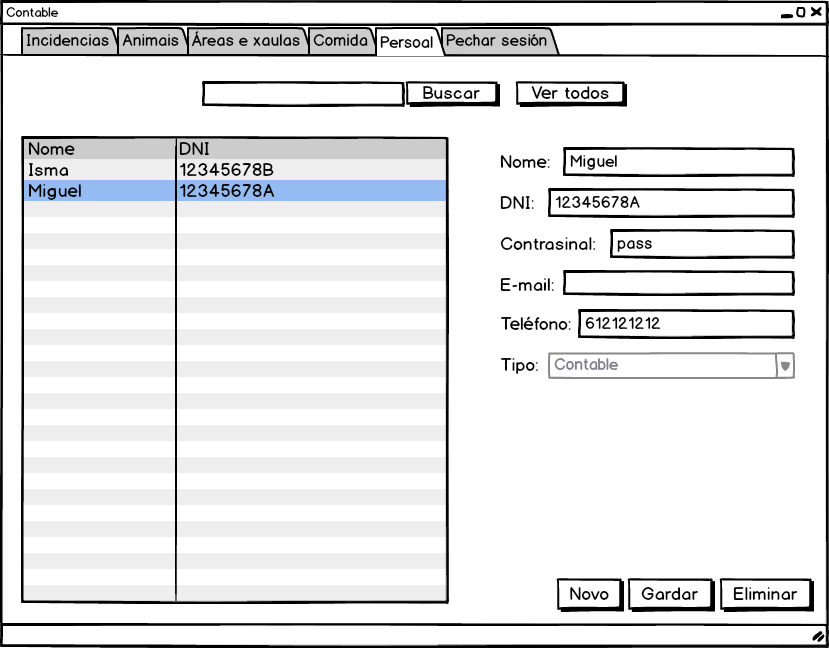 Contable
Incidencias Animais Áreas e xaulas Comida Persoal Pechar sesión
Buscar Ver todos
Nome DNI
Isma 12345678B
Miguel 12345678A
Nome: Miguel
DNI: 12345678A
Contrasinal: pass
E-mail:
Teléfono: 612121212
Tipo: Contable
Novo Gardar Eliminar